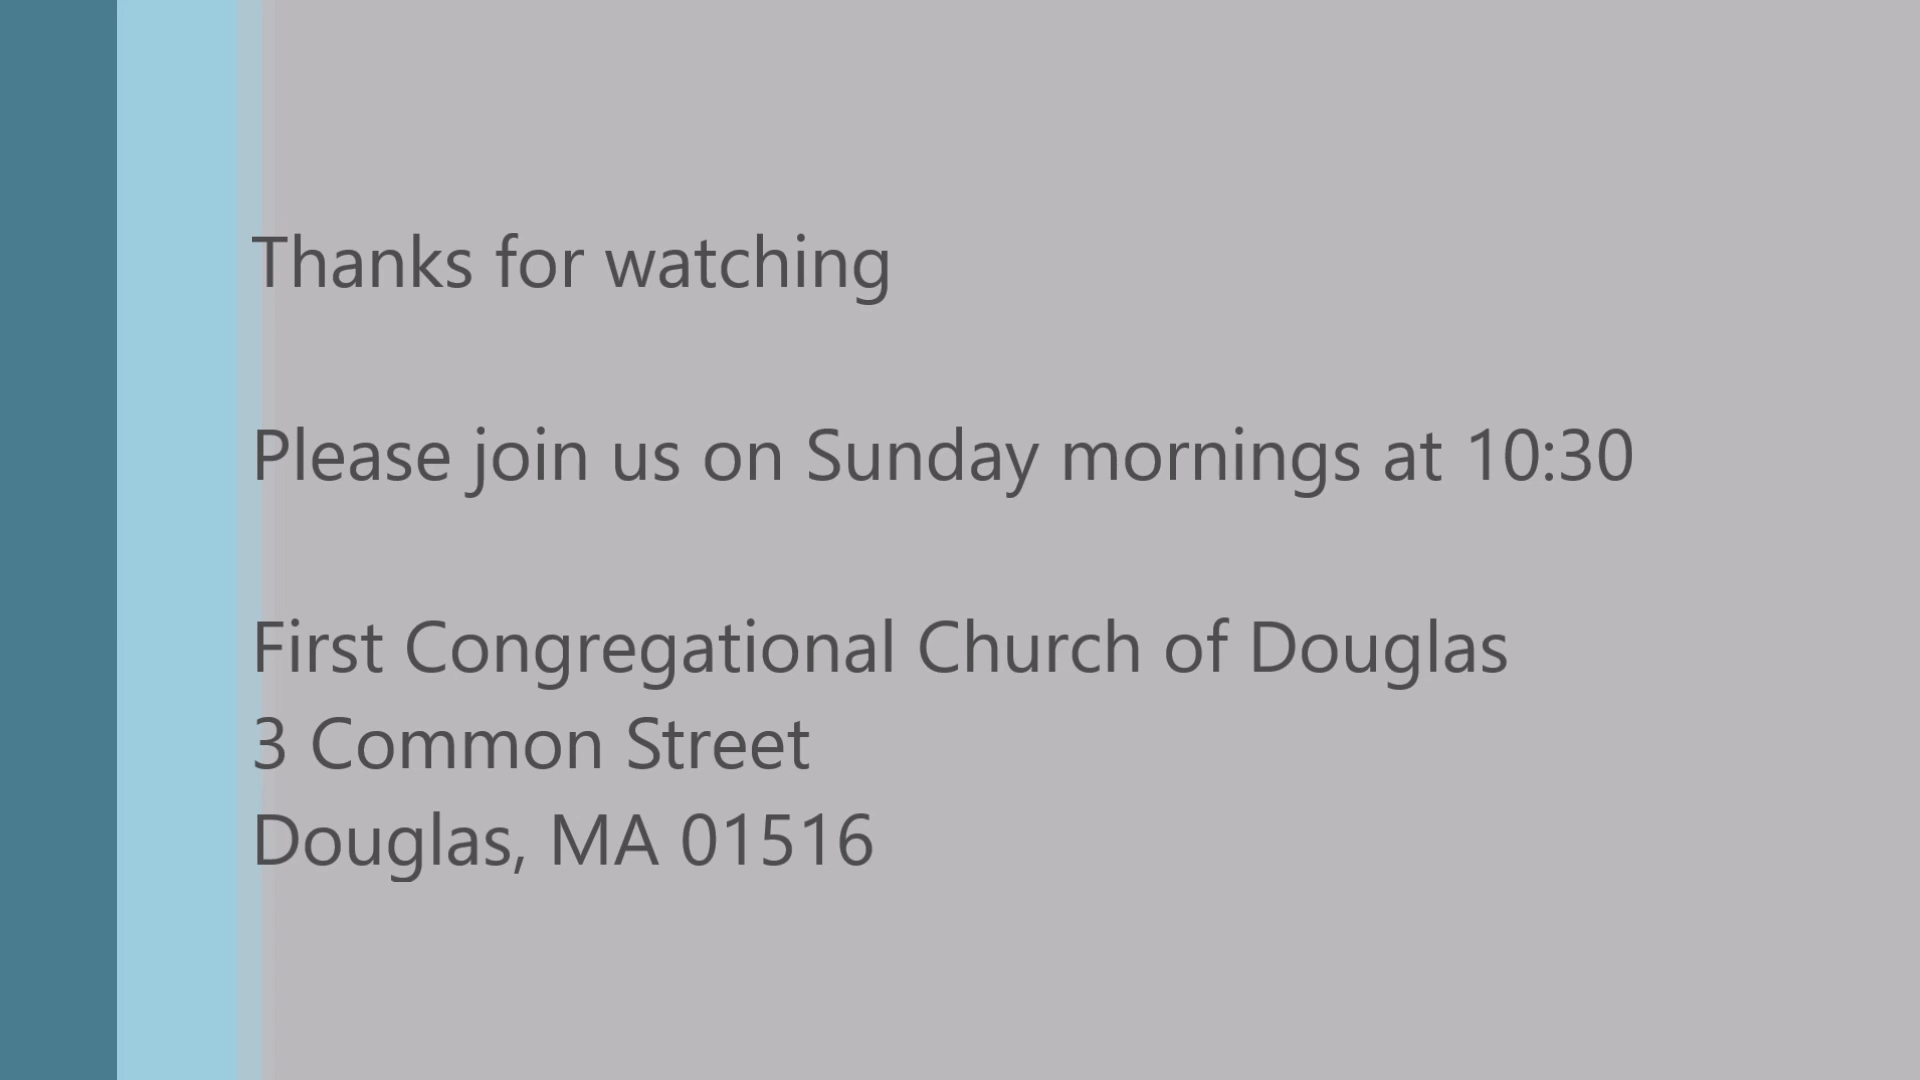 Thanks for watching
Please join us on Sunday mornings at 10:30
First Congregational Church of Douglas
3 Common Street
Douglas, MA 01516